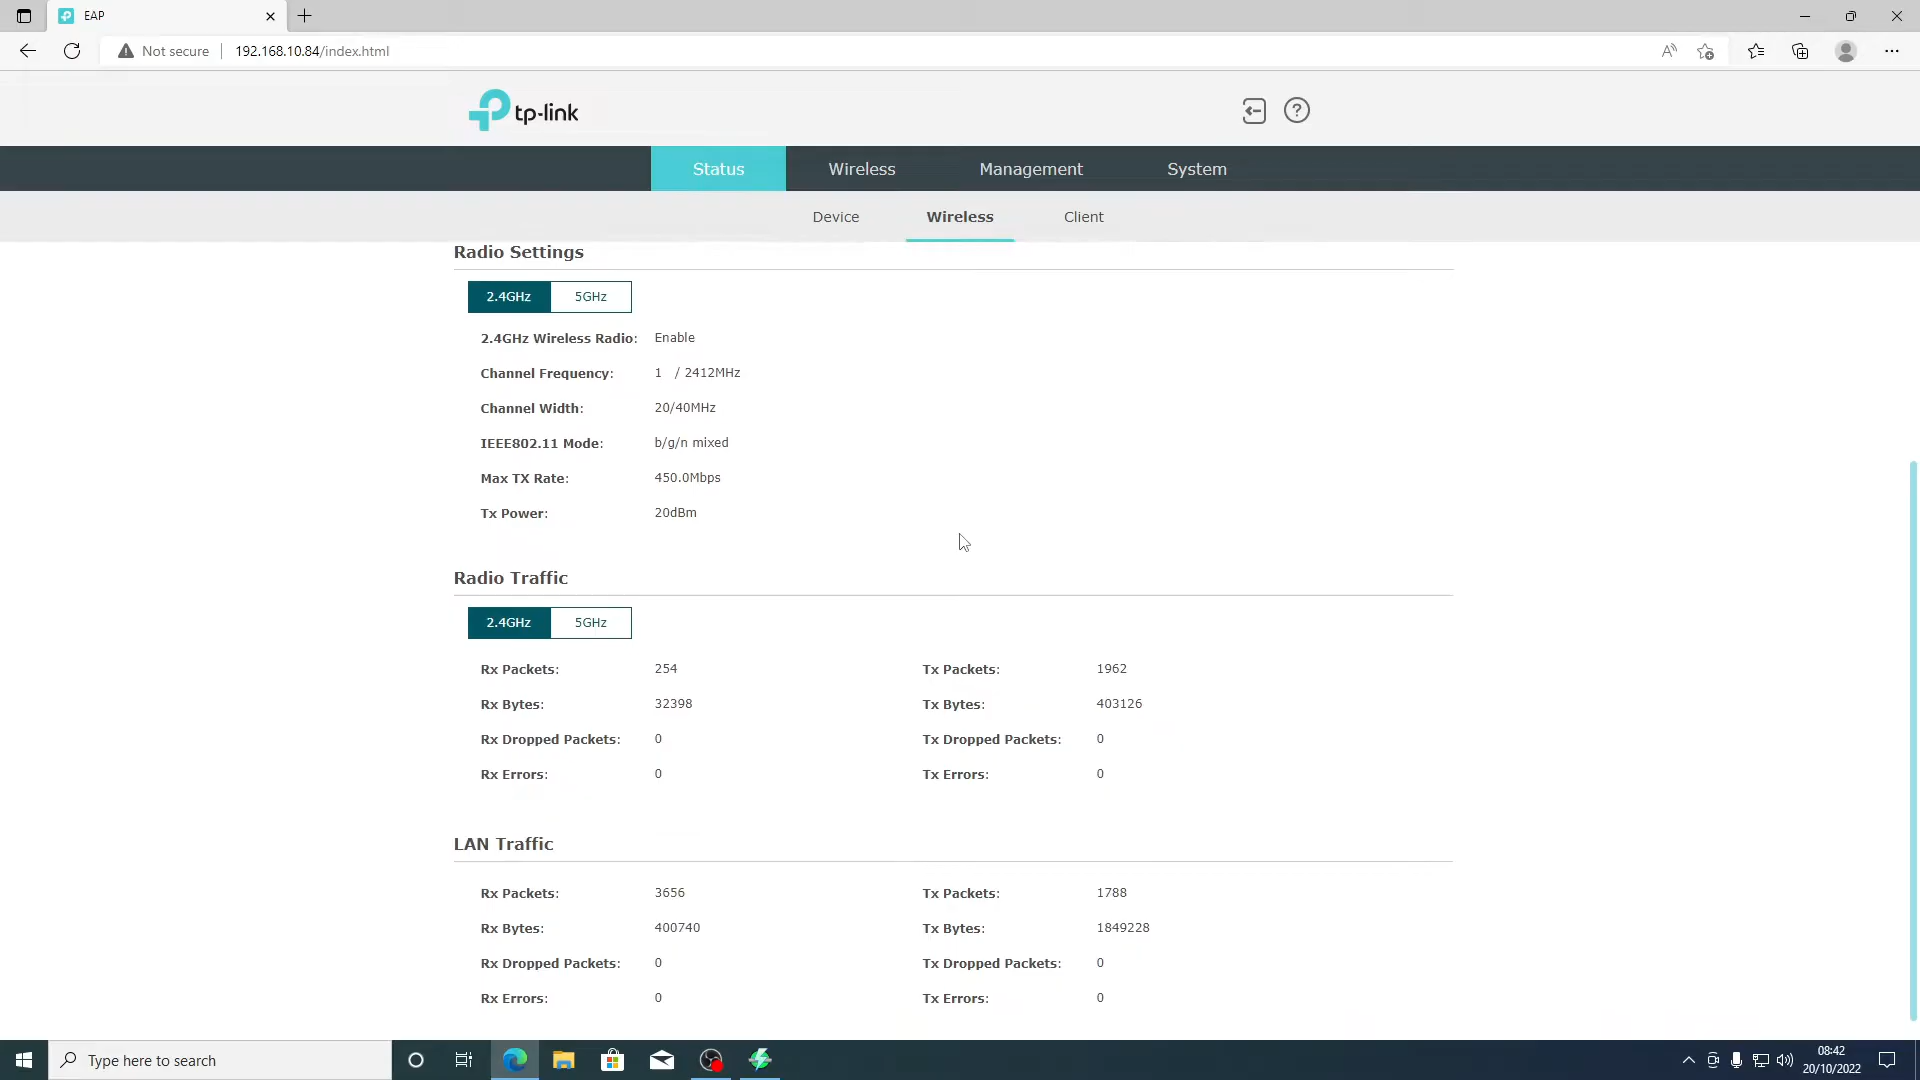 EAP
Not secure
192.168.10.84/index.html
tp-link
?
Status Wireless Management System
Device Wireless Client
Radio Settings
2.4GHz 5GHz
2.4GHz Wireless Radio: Enable
Channel Frequency: 1 / 2412MHz
Channel Width: 20/40MHz
IEEE802.11 Mode: b/g/n mixed
Max TX Rate: 450.0Mbps
Tx Power: 20dBm
Radio Traffic
2.4GHz 5GHz
Rx Packets: 254 Tx Packets: 1962
Rx Bytes: 32398 Tx Bytes: 403126
Rx Dropped Packets: 0 Tx Dropped Packets: 0
Rx Errors: 0 Tx Errors: 0
LAN Traffic
Rx Packets: 3656 Tx Packets: 1788
Rx Bytes: 400740 Tx Bytes: 1849228
Rx Dropped Packets: 0 Tx Dropped Packets: 0
Rx Errors: 0 Tx Errors: 0
Type here to search
08:42
20/10/2022